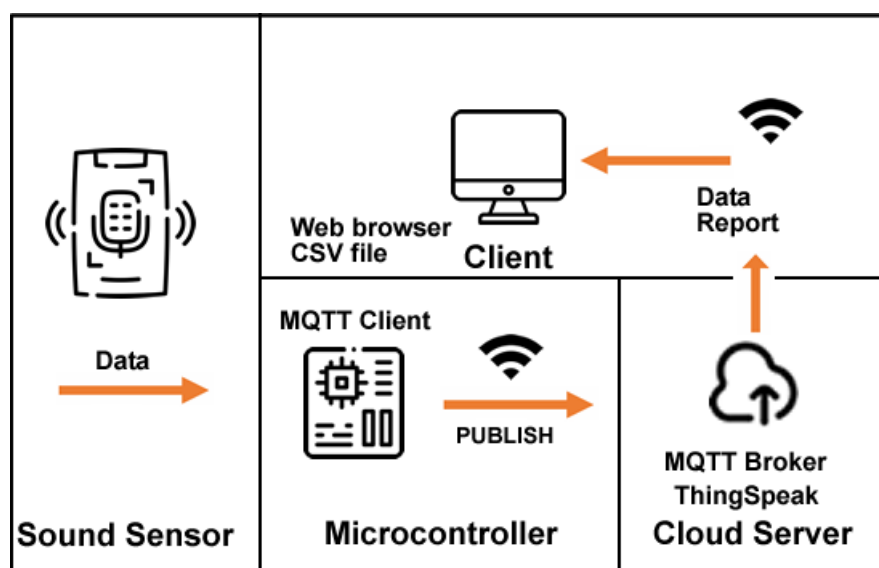 Data
Sound Sensor
Web browser
CSV file
Client
Data
Report
MQTT Client
PUBLISH
Microcontroller
MQTT Broker
ThingSpeak
Cloud Server